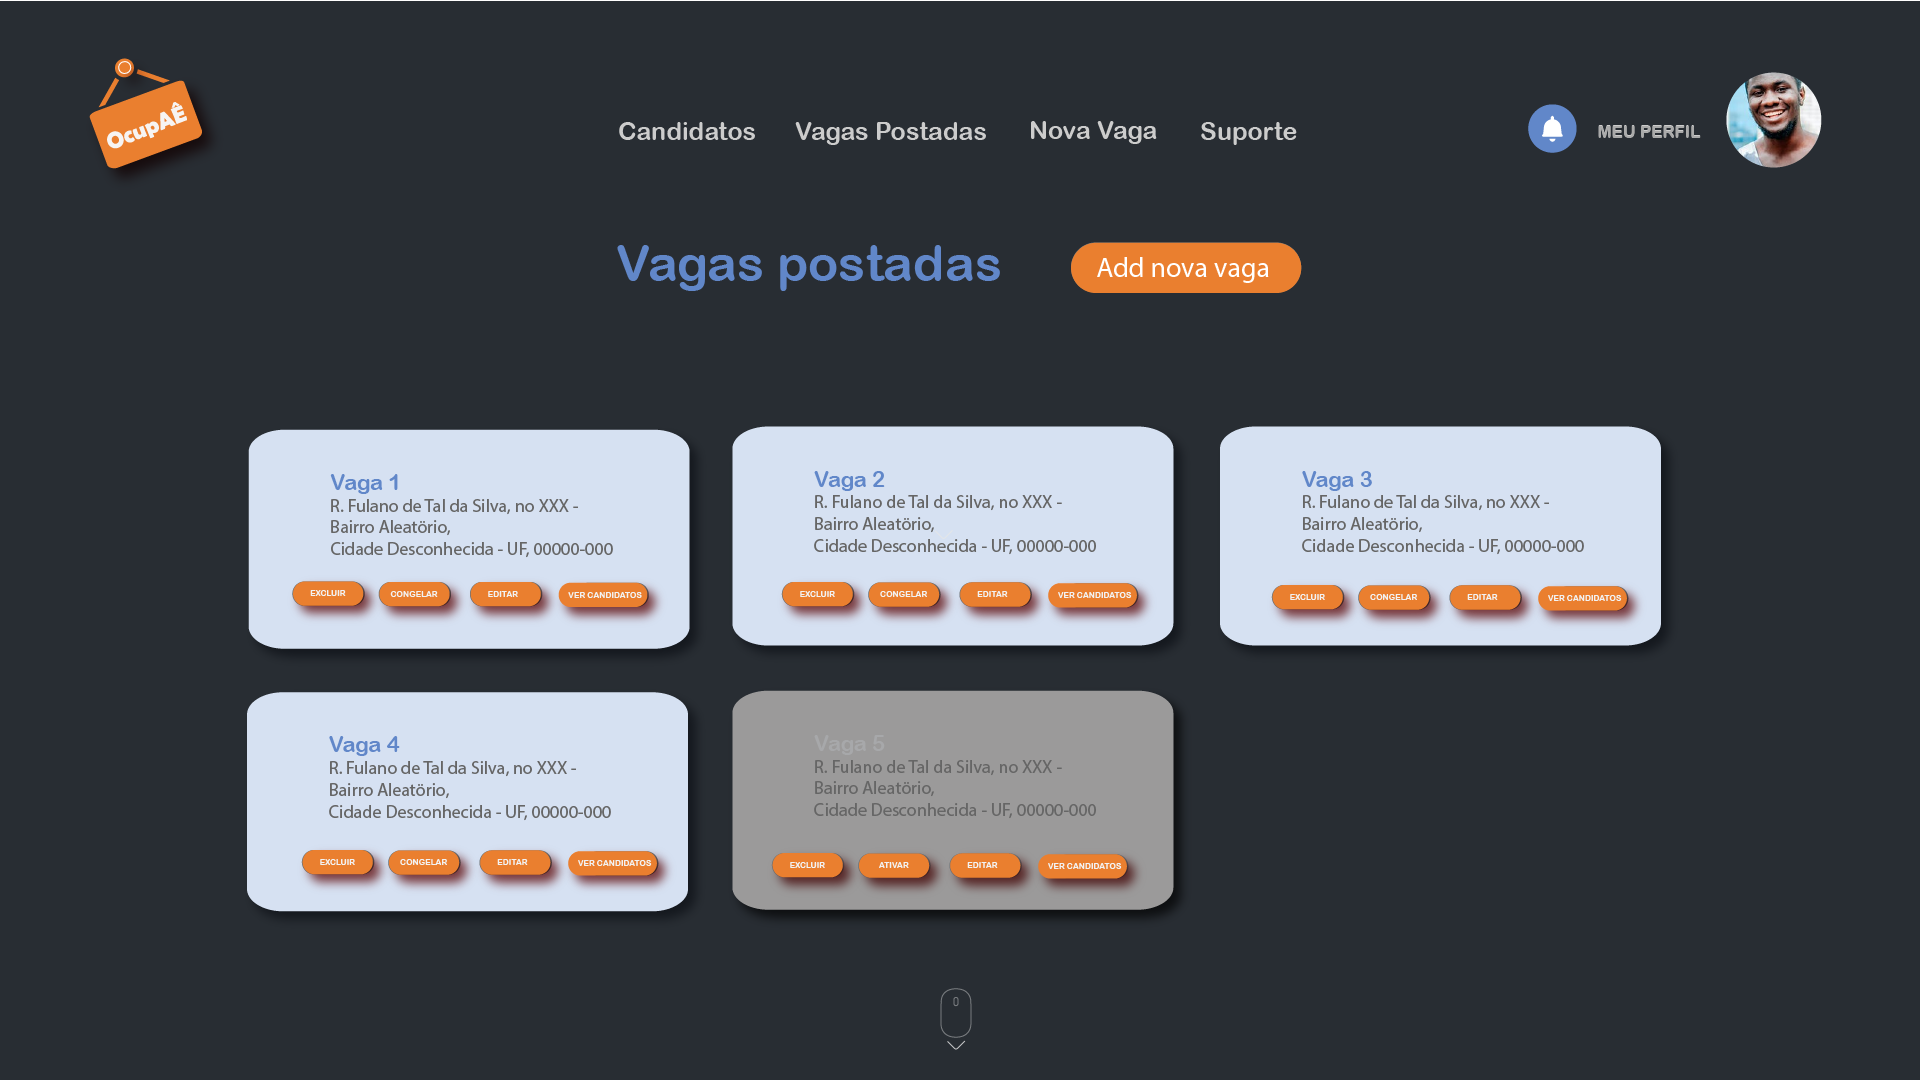 OcupAÊ
Candidatos
Vagas Postadas
Nova Vaga
Suporte
MEU PERFIL
Vagas postadas
Add nova vaga
Vaga 1
R. Fulano de Tal da Silva, no XXX -
Bairro Aleatörio,
Cidade Desconhecida - UF, 00000-000
EXCLUIR
CONGELAR
EDITAR
VER CANDIDATOS
Vaga 2
R. Fulano de Tal da Silva, no XXX -
Bairro Aleatörio,
Cidade Desconhecida - UF, 00000-000
EXCLUIR
CONGELAR
EDITAR
VER CANDIDATOS
Vaga 3
R. Fulano de Tal da Silva, no XXX -
Bairro Aleatörio,
Cidade Desconhecida - UF, 00000-000
EXCLUIR
CONGELAR
EDITAR
VER CANDIDATOS
Vaga 4
R. Fulano de Tal da Silva, no XXX -
Bairro Aleatörio,
Cidade Desconhecida - UF, 00000-000
EXCLUIR
CONGELAR
EDITAR
VER CANDIDATOS
Vaga 5
R. Fulano de Tal da Silva, no XXX -
Bairro Aleatörio,
Cidade Desconhecida - UF, 00000-000
EXCLUIR
ATIVAR
EDITAR
VER CANDIDATOS